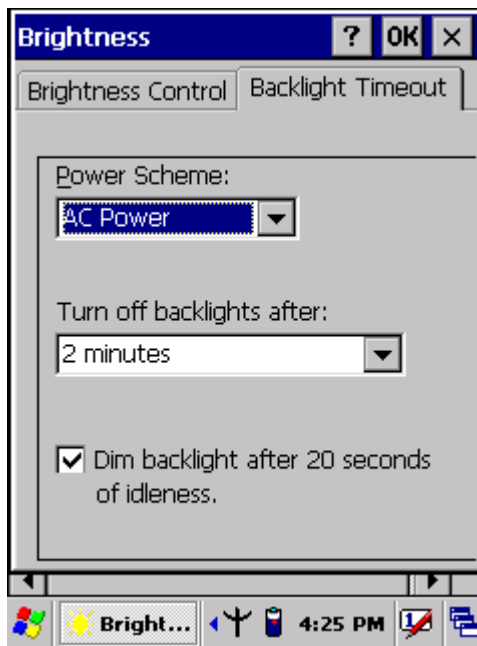 Brightness ? OK ×
Brightness Control Backlight Timeout
Power Scheme:
AC Power
Turn off backlights after:
2 minutes
Dim backlight after 20 seconds
of idleness.
Bright... 4:25 PM